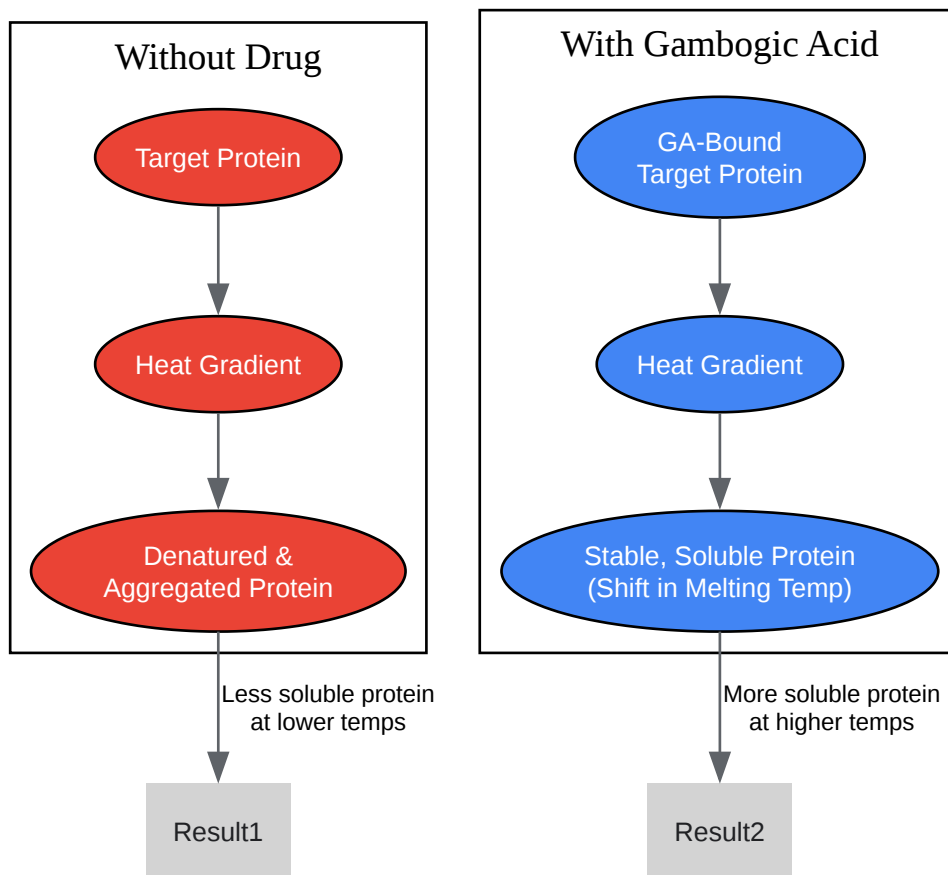 Without Drug
Target Protein
Heat Gradient
Denatured &
Aggregated Protein
Less soluble protein
at lower temps
Result1
With Gambogic Acid
GA-Bound
Target Protein
Heat Gradient
Stable, Soluble Protein
(Shift in Melting Temp)
More soluble protein
at higher temps
Result2